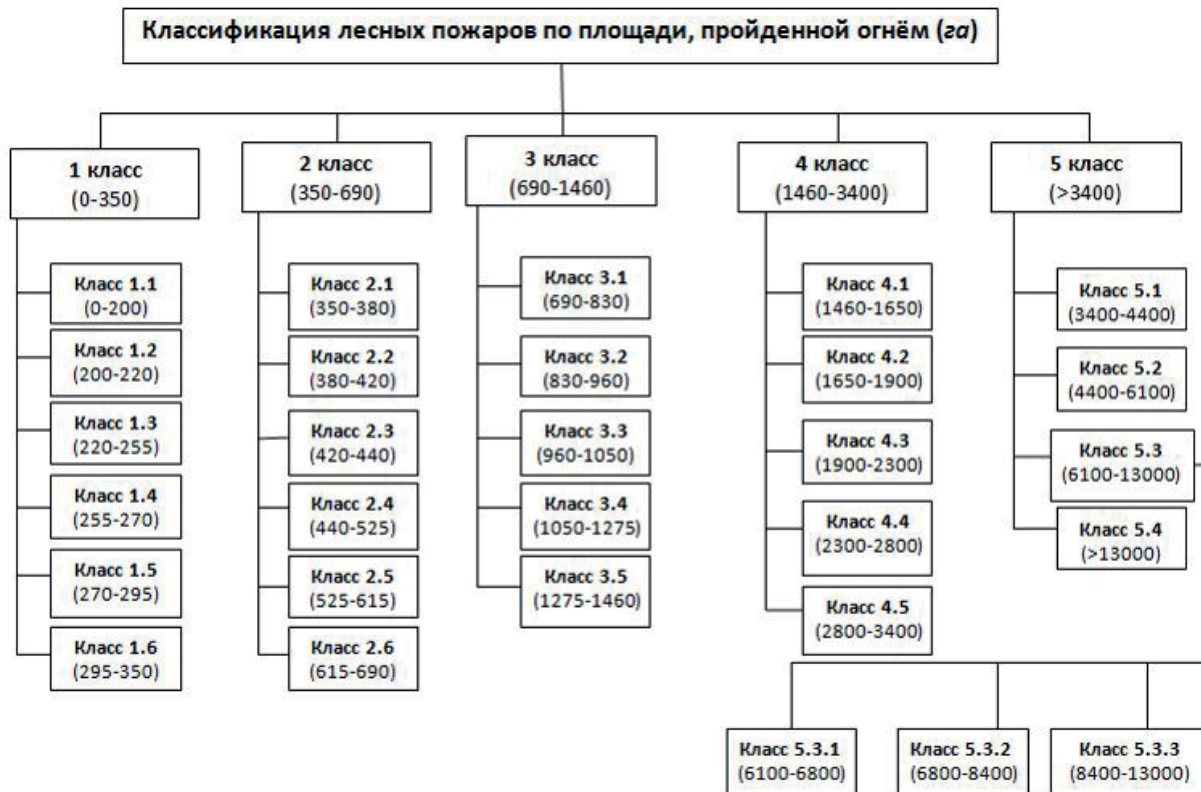 Классификация лесных пожаров по площади, пройденной огнём (га)
1 класс
(0-350)
Класс 1.1
(0-200)
Класс 1.2
(200-220)
Класс 1.3
(220-255)
Класс 1.4
(255-270)
Класс 1.5
(270-295)
Класс 1.6
(295-350)
2 класс
(350-690)
Класс 2.1
(350-380)
Класс 2.2
(380-420)
Класс 2.3
(420-440)
Класс 2.4
(440-525)
Класс 2.5
(525-615)
Класс 2.6
(615-690)
3 класс
(690-1460)
Класс 3.1
(690-830)
Класс 3.2
(830-960)
Класс 3.3
(960-1050)
Класс 3.4
(1050-1275)
Класс 3.5
(1275-1460)
4 класс
(1460-3400)
Класс 4.1
(1460-1650)
Класс 4.2
(1650-1900)
Класс 4.3
(1900-2300)
Класс 4.4
(2300-2800)
Класс 4.5
(2800-3400)
5 класс
(>3400)
Класс 5.1
(3400-4400)
Класс 5.2
(4400-6100)
Класс 5.3
(6100-13000)
Класс 5.4
(>13000)
Класс 5.3.1
(6100-6800)
Класс 5.3.2
(6800-8400)
Класс 5.3.3
(8400-13000)